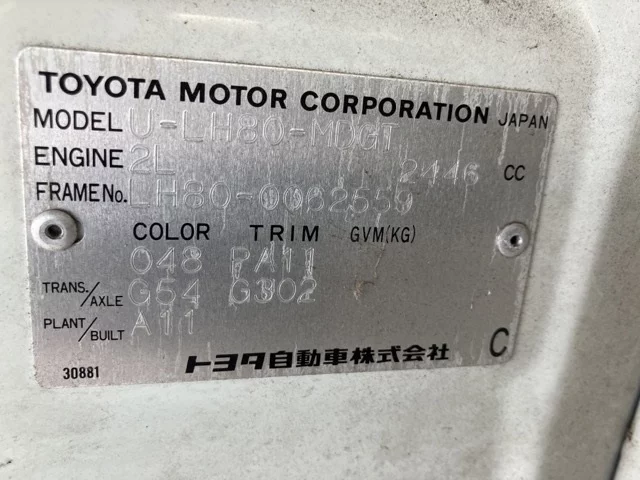 TOYOTA MOTOR CORPORATION JAPAN
MODEL U-LH80-MDGT
ENGINE 2L 2446 CC
FRAME No. LH80-0062559
COLOR TRIM GVM(KG)
048 PA11
TRANS./AXLE G54 G302
PLANT/BUILT A11
30881 トヨタ自動車株式会社 C